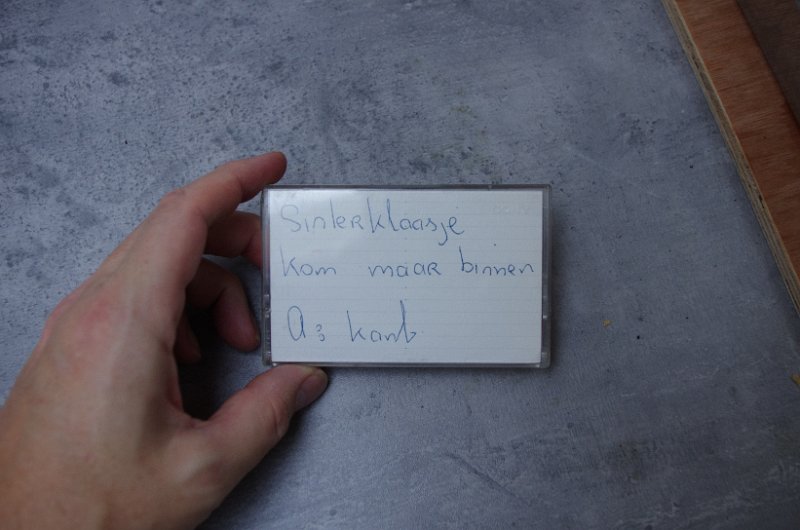 Sinterklaasje
kom maar binnen
A: kant